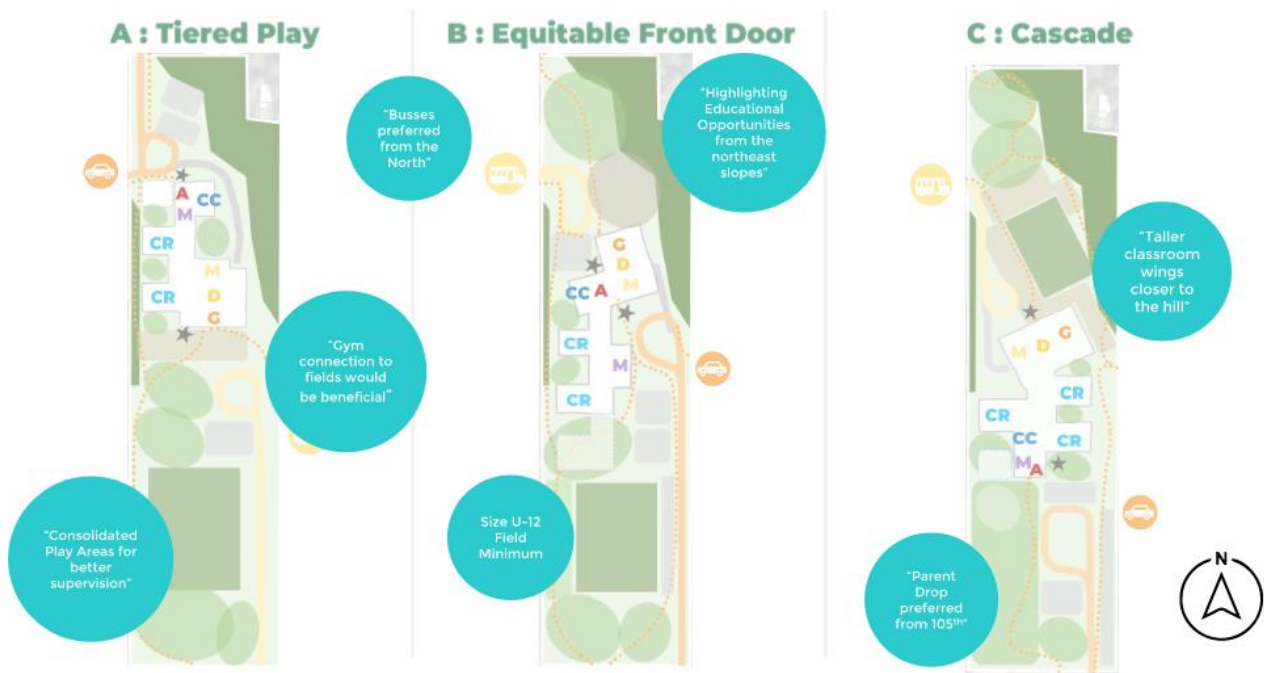 A : Tiered Play
"Busses
preferred
from the
North"
A
CC
M
CR
M
CR
D
G
"Gym
connection to
fields would
be beneficial"
"Consolidated
Play Areas for
better
supervision"
B : Equitable Front Door
"Highlighting
Educational
Opportunities
from the
northeast
slopes"
G
D
CC
A
M
CR
M
CR
Size U-12
Field
Minimum
C : Cascade
"Taller
classroom
wings
closer to
the hill"
G
D
M
CR
CR
CC
CR
M
A
"Parent
Drop
preferred
from 105th"
N